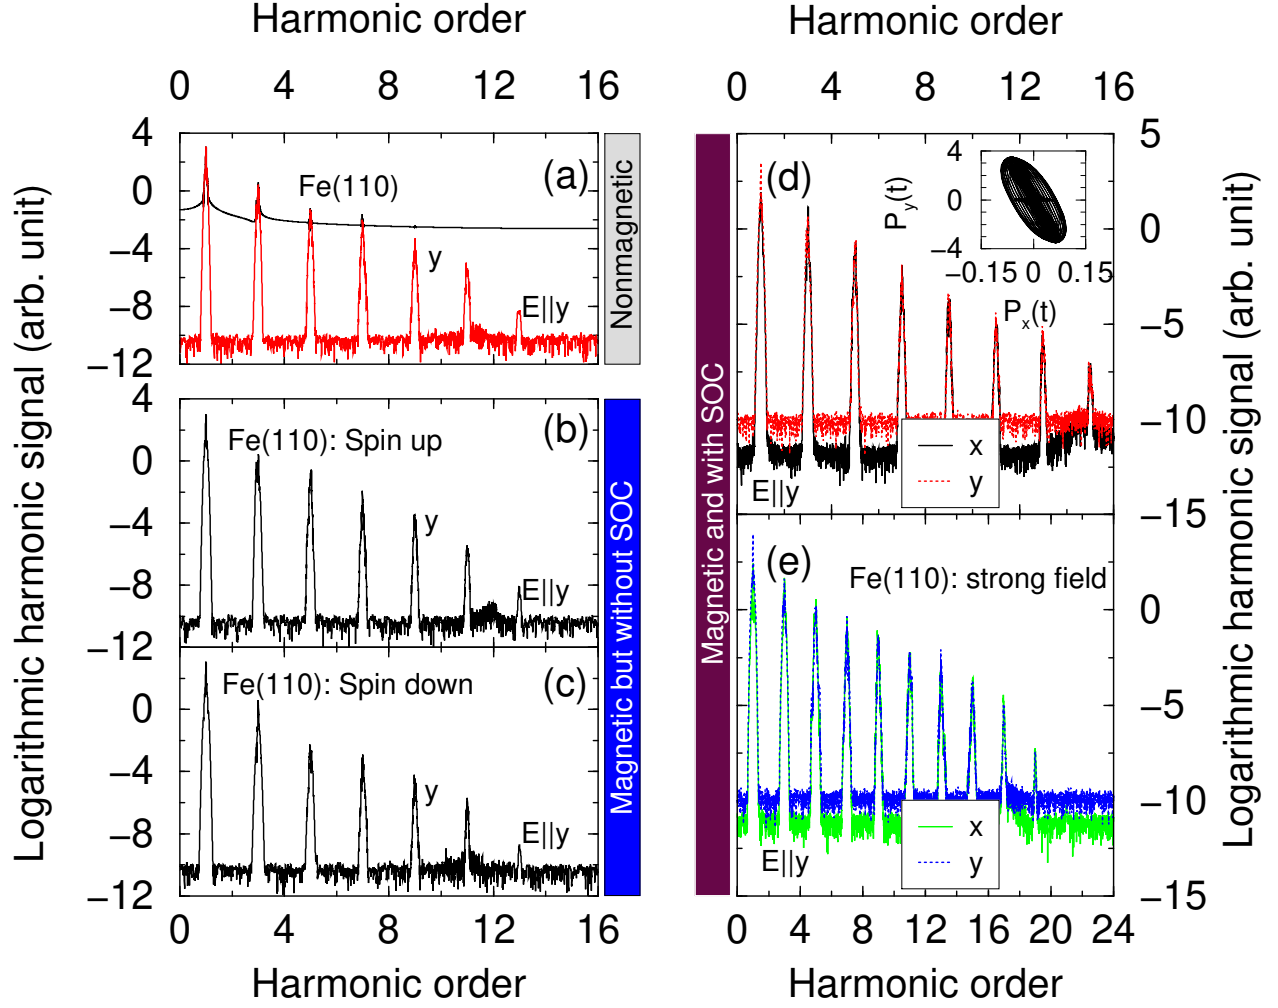 Harmonic order
Harmonic order
0 4 8 12 16
0 4 8 12 16
Logarithmic harmonic signal (arb. unit)
4
0
−4
−8
−12
(a)
Fe(110)
y
E||y
Nonmagnetic
4
0
−4
−8
−12
(b)
Fe(110): Spin up
y
E||y
Magnetic but without SOC
0
−4
−8
−12
(c)
Fe(110): Spin down
y
E||y
0 4 8 12 16
Harmonic order
Magnetic and with SOC
(d)
4
0
−4
P_y(t)
−0.15 0 0.15
P_x(t)
E||y
x
y
5
0
−5
−10
−15
Logarithmic harmonic signal (arb. unit)
(e)
Fe(110): strong field
E||y
x
y
0
−5
−10
−15
0 4 8 12 16 20 24
Harmonic order